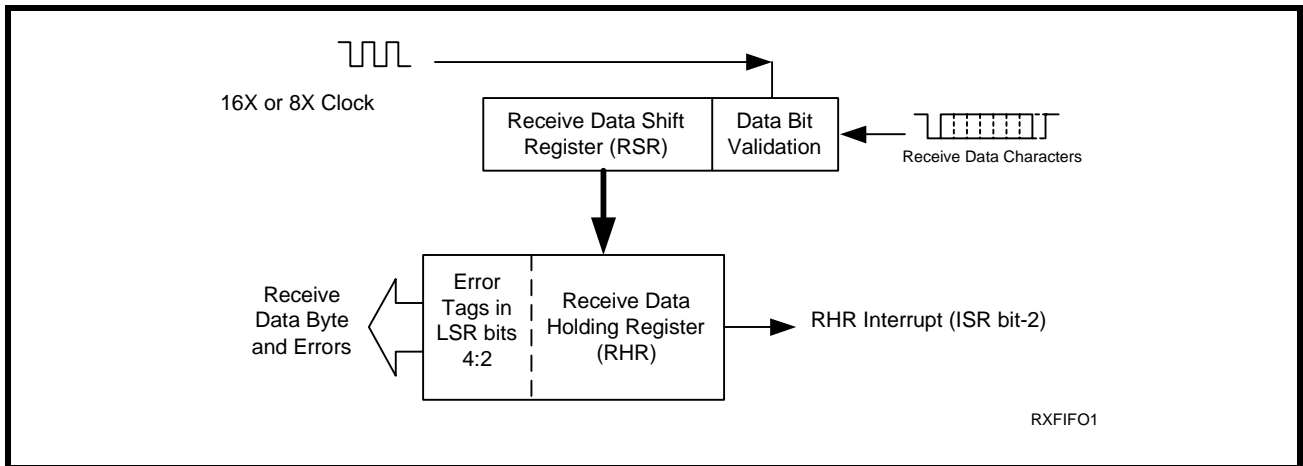 16X or 8X Clock
Receive Data Shift
Register (RSR)
Data Bit
Validation
Receive Data Characters
Receive
Data Byte
and Errors
Error
Tags in
LSR bits
4:2
Receive Data
Holding Register
(RHR)
RHR Interrupt (ISR bit-2)
RXFIFO1